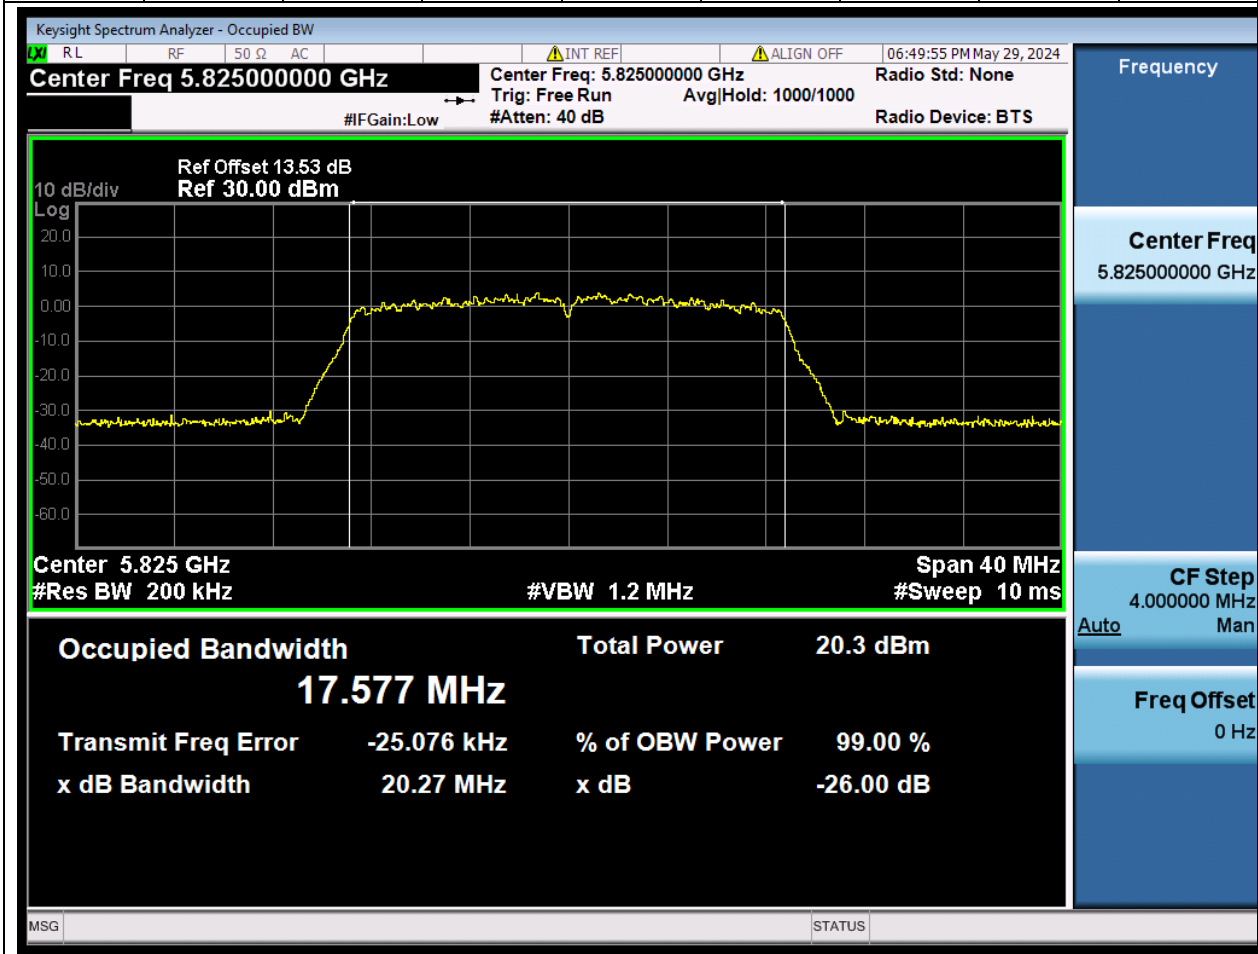 Keysight Spectrum Analyzer - Occupied BW
LXI RL RF 50 Ω AC INT REF ALIGN OFF 06:49:55 PM May 29, 2024
Center Freq 5.825000000 GHz
#IFGain:Low
Center Freq: 5.825000000 GHz
Trig: Free Run Avg|Hold: 1000/1000
#Atten: 40 dB
Radio Std: None
Radio Device: BTS
Frequency
Ref Offset 13.53 dB
10 dB/div Ref 30.00 dBm
Log
20.0
10.0
0.00
-10.0
-20.0
-30.0
-40.0
-50.0
-60.0
Center 5.825 GHz Span 40 MHz
#Res BW 200 kHz #VBW 1.2 MHz #Sweep 10 ms
Center Freq
5.825000000 GHz
CF Step
4.000000 MHz
Auto Man
Freq Offset
0 Hz
Occupied Bandwidth Total Power 20.3 dBm
17.577 MHz
Transmit Freq Error -25.076 kHz % of OBW Power 99.00 %
x dB Bandwidth 20.27 MHz x dB -26.00 dB
MSG STATUS